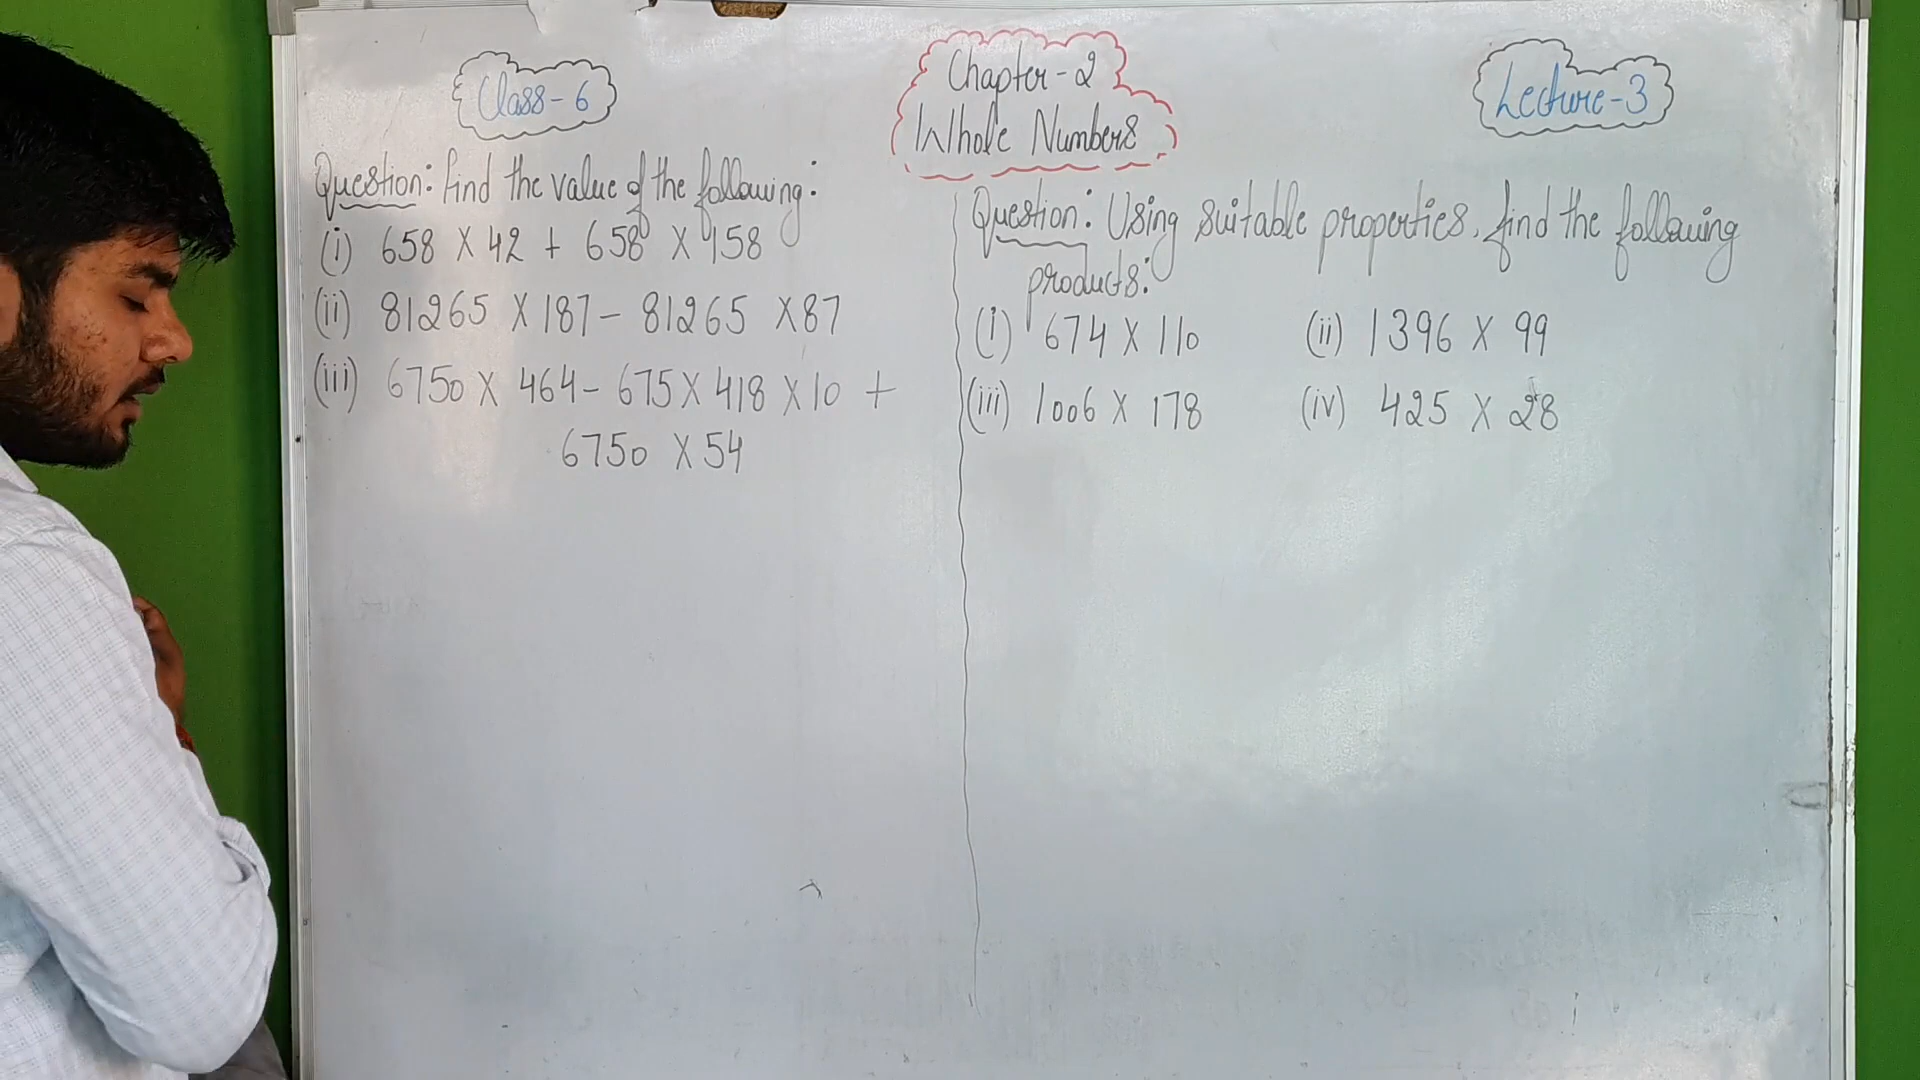 Class-6
Chapter-2
Whole Numbers
Lecture-3
Question: Find the value of the following:
(i) 658 X 42 + 658 X 458
(ii) 81265 X 187 - 81265 X 87
(iii) 6750 X 464 - 675 X 418 X 10 +
6750 X 54
Question: Using suitable properties, find the following
products:
(i) 674 X 110 (ii) 1396 X 99
(iii) 1006 X 178 (iv) 425 X 28